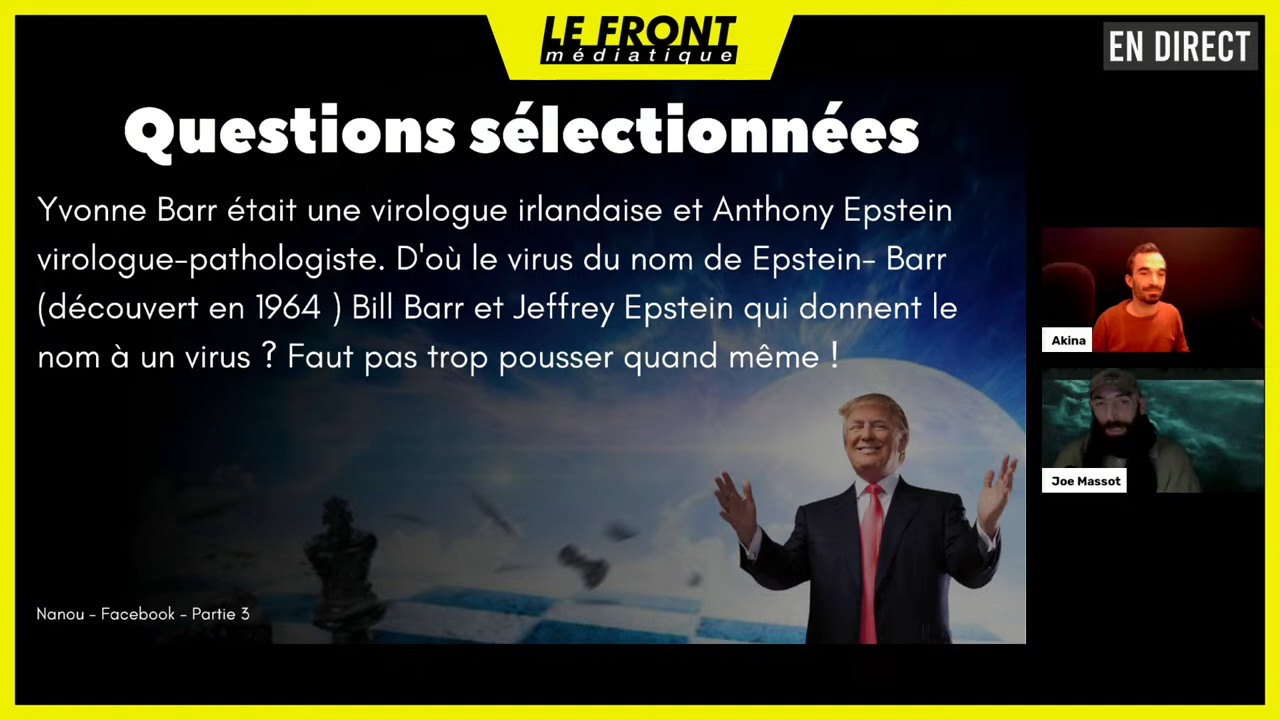 LE FRONT
médiatique
EN DIRECT
Questions sélectionnées
Yvonne Barr était une virologue irlandaise et Anthony Epstein
virologue-pathologiste. D'où le virus du nom de Epstein- Barr
(découvert en 1964 ) Bill Barr et Jeffrey Epstein qui donnent le
nom à un virus ? Faut pas trop pousser quand même !
Akina
Joe Massot
Nanou - Facebook - Partie 3